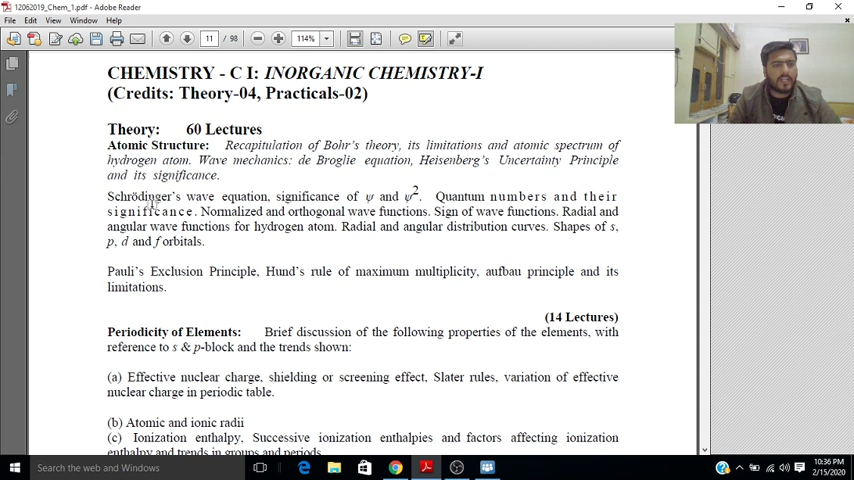 12062019_Chem_1.pdf - Adobe Reader
File Edit View Window Help
11 / 98 114%
CHEMISTRY - C I: INORGANIC CHEMISTRY-I
(Credits: Theory-04, Practicals-02)
Theory: 60 Lectures
Atomic Structure: Recapitulation of Bohr's theory, its limitations and atomic spectrum of
hydrogen atom. Wave mechanics: de Broglie equation, Heisenberg's Uncertainty Principle
and its significance.
Schrödinger's wave equation, significance of ψ and ψ². Quantum numbers and their
significance. Normalized and orthogonal wave functions. Sign of wave functions. Radial and
angular wave functions for hydrogen atom. Radial and angular distribution curves. Shapes of s,
p, d and f orbitals.
Pauli's Exclusion Principle, Hund's rule of maximum multiplicity, aufbau principle and its
limitations.
(14 Lectures)
Periodicity of Elements: Brief discussion of the following properties of the elements, with
reference to s & p-block and the trends shown:
(a) Effective nuclear charge, shielding or screening effect, Slater rules, variation of effective
nuclear charge in periodic table.
(b) Atomic and ionic radii
(c) Ionization enthalpy, Successive ionization enthalpies and factors affecting ionization
enthalpy and trends in groups and periods.
Search the web and Windows
10:36 PM
2/15/2020